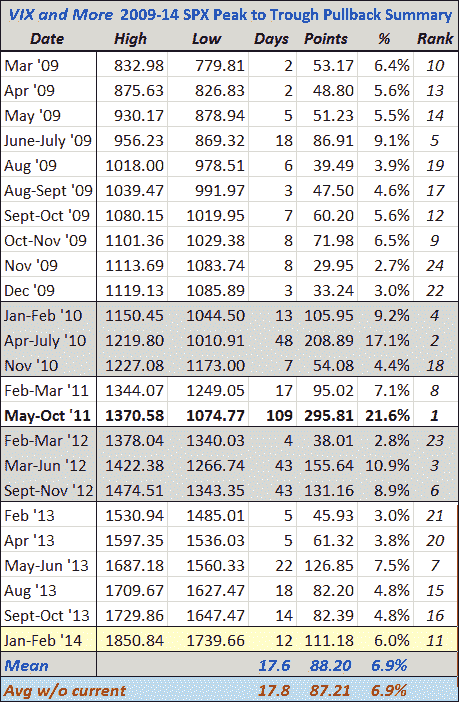 VIX and More 2009-14 SPX Peak to Trough Pullback Summary
Date High Low Days Points % Rank
Mar '09 832.98 779.81 2 53.17 6.4% 10
Apr '09 875.63 826.83 2 48.80 5.6% 13
May '09 930.17 878.94 5 51.23 5.5% 14
June-July '09 956.23 869.32 18 86.91 9.1% 5
Aug '09 1018.00 978.51 6 39.49 3.9% 19
Aug-Sept '09 1039.47 991.97 3 47.50 4.6% 17
Sept-Oct '09 1080.15 1019.95 7 60.20 5.6% 12
Oct-Nov '09 1101.36 1029.38 8 71.98 6.5% 9
Nov '09 1113.69 1083.74 8 29.95 2.7% 24
Dec '09 1119.13 1085.89 3 33.24 3.0% 22
Jan-Feb '10 1150.45 1044.50 13 105.95 9.2% 4
Apr-July '10 1219.80 1010.91 48 208.89 17.1% 2
Nov '10 1227.08 1173.00 7 54.08 4.4% 18
Feb-Mar '11 1344.07 1249.05 17 95.02 7.1% 8
May-Oct '11 1370.58 1074.77 109 295.81 21.6% 1
Feb-Mar '12 1378.04 1340.03 4 38.01 2.8% 23
Mar-Jun '12 1422.38 1266.74 43 155.64 10.9% 3
Sept-Nov '12 1474.51 1343.35 43 131.16 8.9% 6
Feb '13 1530.94 1485.01 5 45.93 3.0% 21
Apr '13 1597.35 1536.03 5 61.32 3.8% 20
May-Jun '13 1687.18 1560.33 22 126.85 7.5% 7
Aug '13 1709.67 1627.47 18 82.20 4.8% 15
Sept-Oct '13 1729.86 1647.47 14 82.39 4.8% 16
Jan-Feb '14 1850.84 1739.66 12 111.18 6.0% 11
Mean 17.6 88.20 6.9%
Avg w/o current 17.8 87.21 6.9%